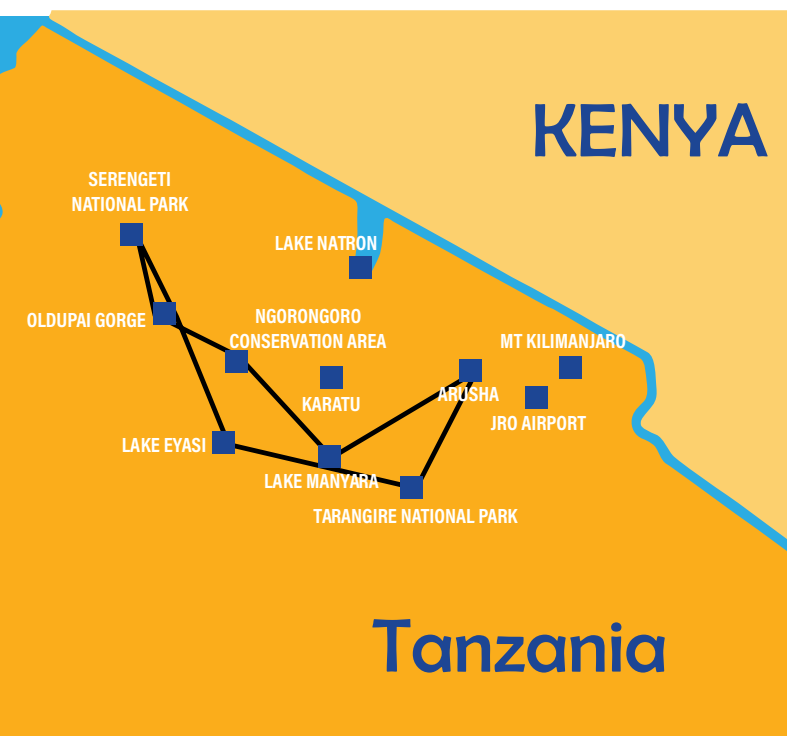 KENYA
SERENGETI
NATIONAL PARK
LAKE NATRON
OLDUPAI GORGE
NGORONGORO
CONSERVATION AREA
MT KILIMANJARO
KARATU
ARUSHA
JRO AIRPORT
LAKE EYASI
LAKE MANYARA
TARANGIRE NATIONAL PARK
Tanzania